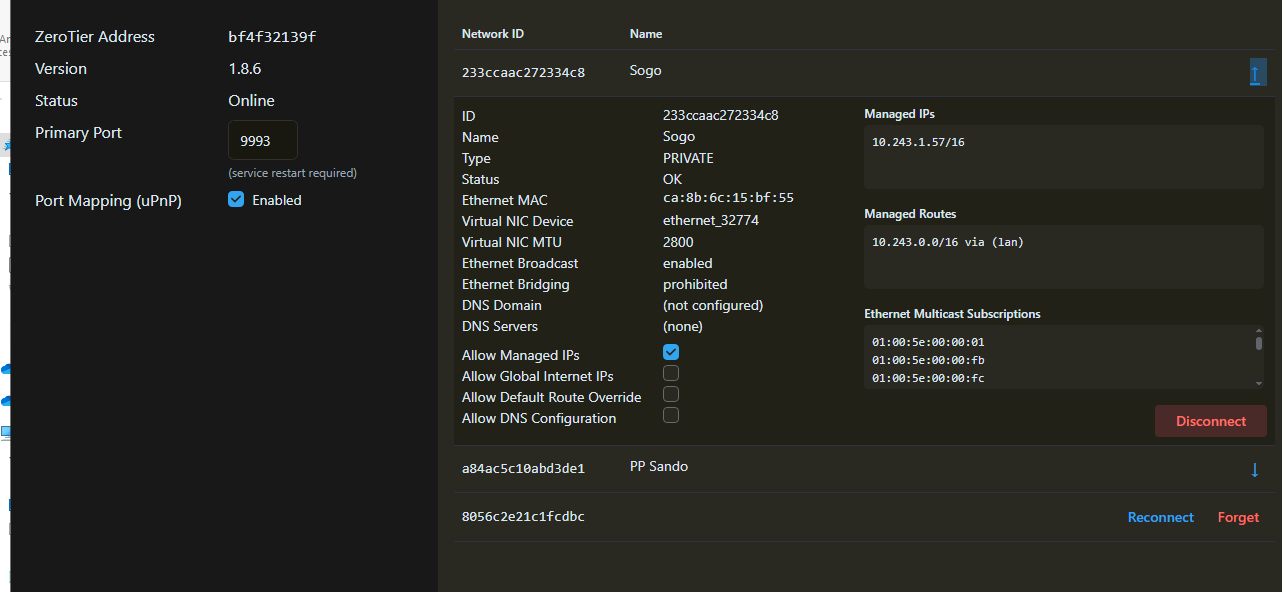 ZeroTier Address bf4f32139f
Version 1.8.6
Status Online
Primary Port 9993
(service restart required)
Port Mapping (uPnP) Enabled
Network ID Name
233ccaac272334c8 Sogo ↑
ID 233ccaac272334c8
Name Sogo
Type PRIVATE
Status OK
Ethernet MAC ca:8b:6c:15:bf:55
Virtual NIC Device ethernet_32774
Virtual NIC MTU 2800
Ethernet Broadcast enabled
Ethernet Bridging prohibited
DNS Domain (not configured)
DNS Servers (none)
Allow Managed IPs
Allow Global Internet IPs
Allow Default Route Override
Allow DNS Configuration
Managed IPs
10.243.1.57/16
Managed Routes
10.243.0.0/16 via (lan)
Ethernet Multicast Subscriptions
01:00:5e:00:00:01
01:00:5e:00:00:fb
01:00:5e:00:00:fc
Disconnect
a84ac5c10abd3de1 PP Sando ↓
8056c2e21c1fcdbc Reconnect Forget